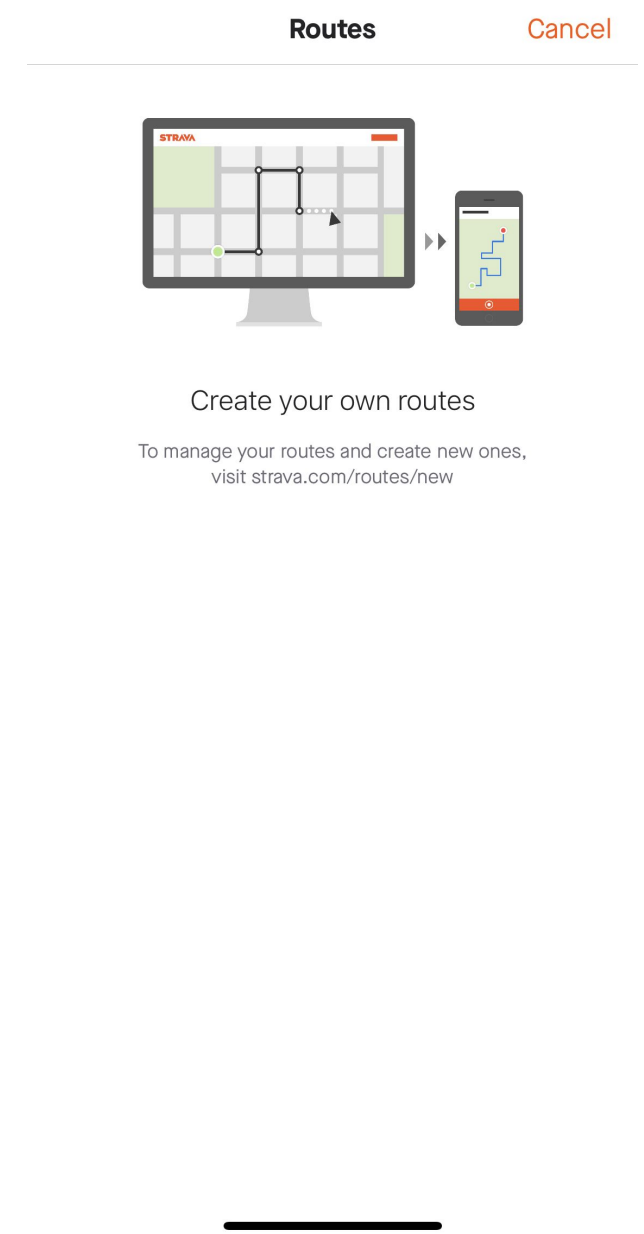 Routes
Cancel
STRAVA
Create your own routes
To manage your routes and create new ones,
visit strava.com/routes/new